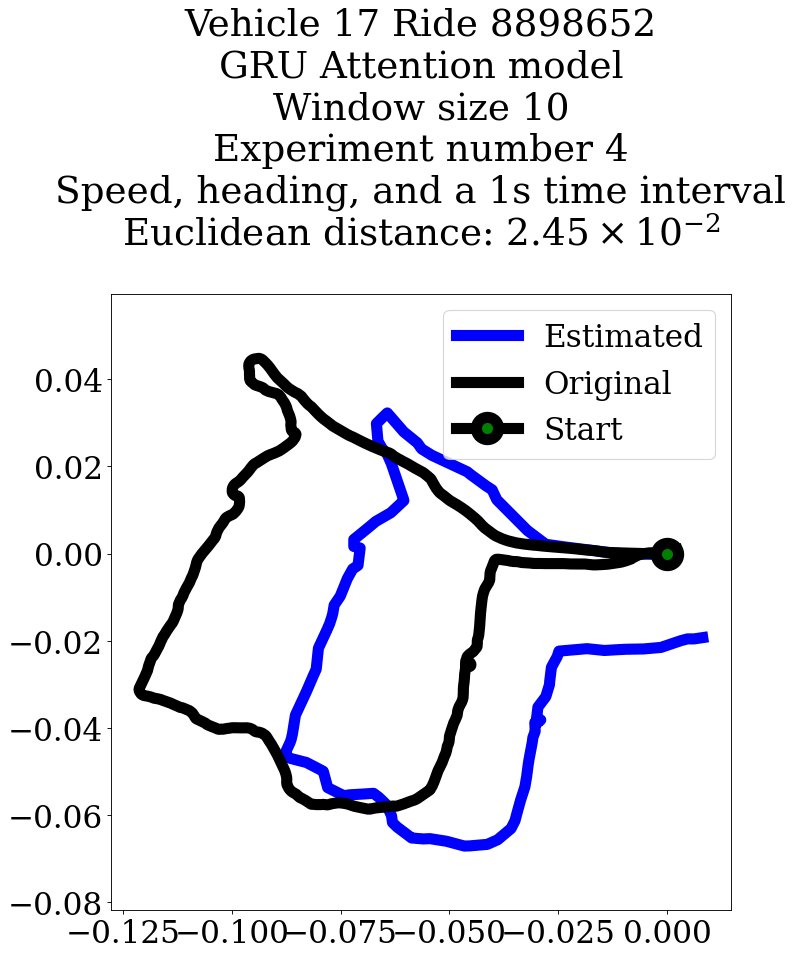 Vehicle 17 Ride 8898652
GRU Attention model
Window size 10
Experiment number 4
Speed, heading, and a 1s time interval
Euclidean distance: 2.45 × 10⁻²
Estimated
Original
Start
0.04
0.02
0.00
−0.02
−0.04
−0.06
−0.08
−0.125 −0.100 −0.075 −0.050 −0.025 0.000